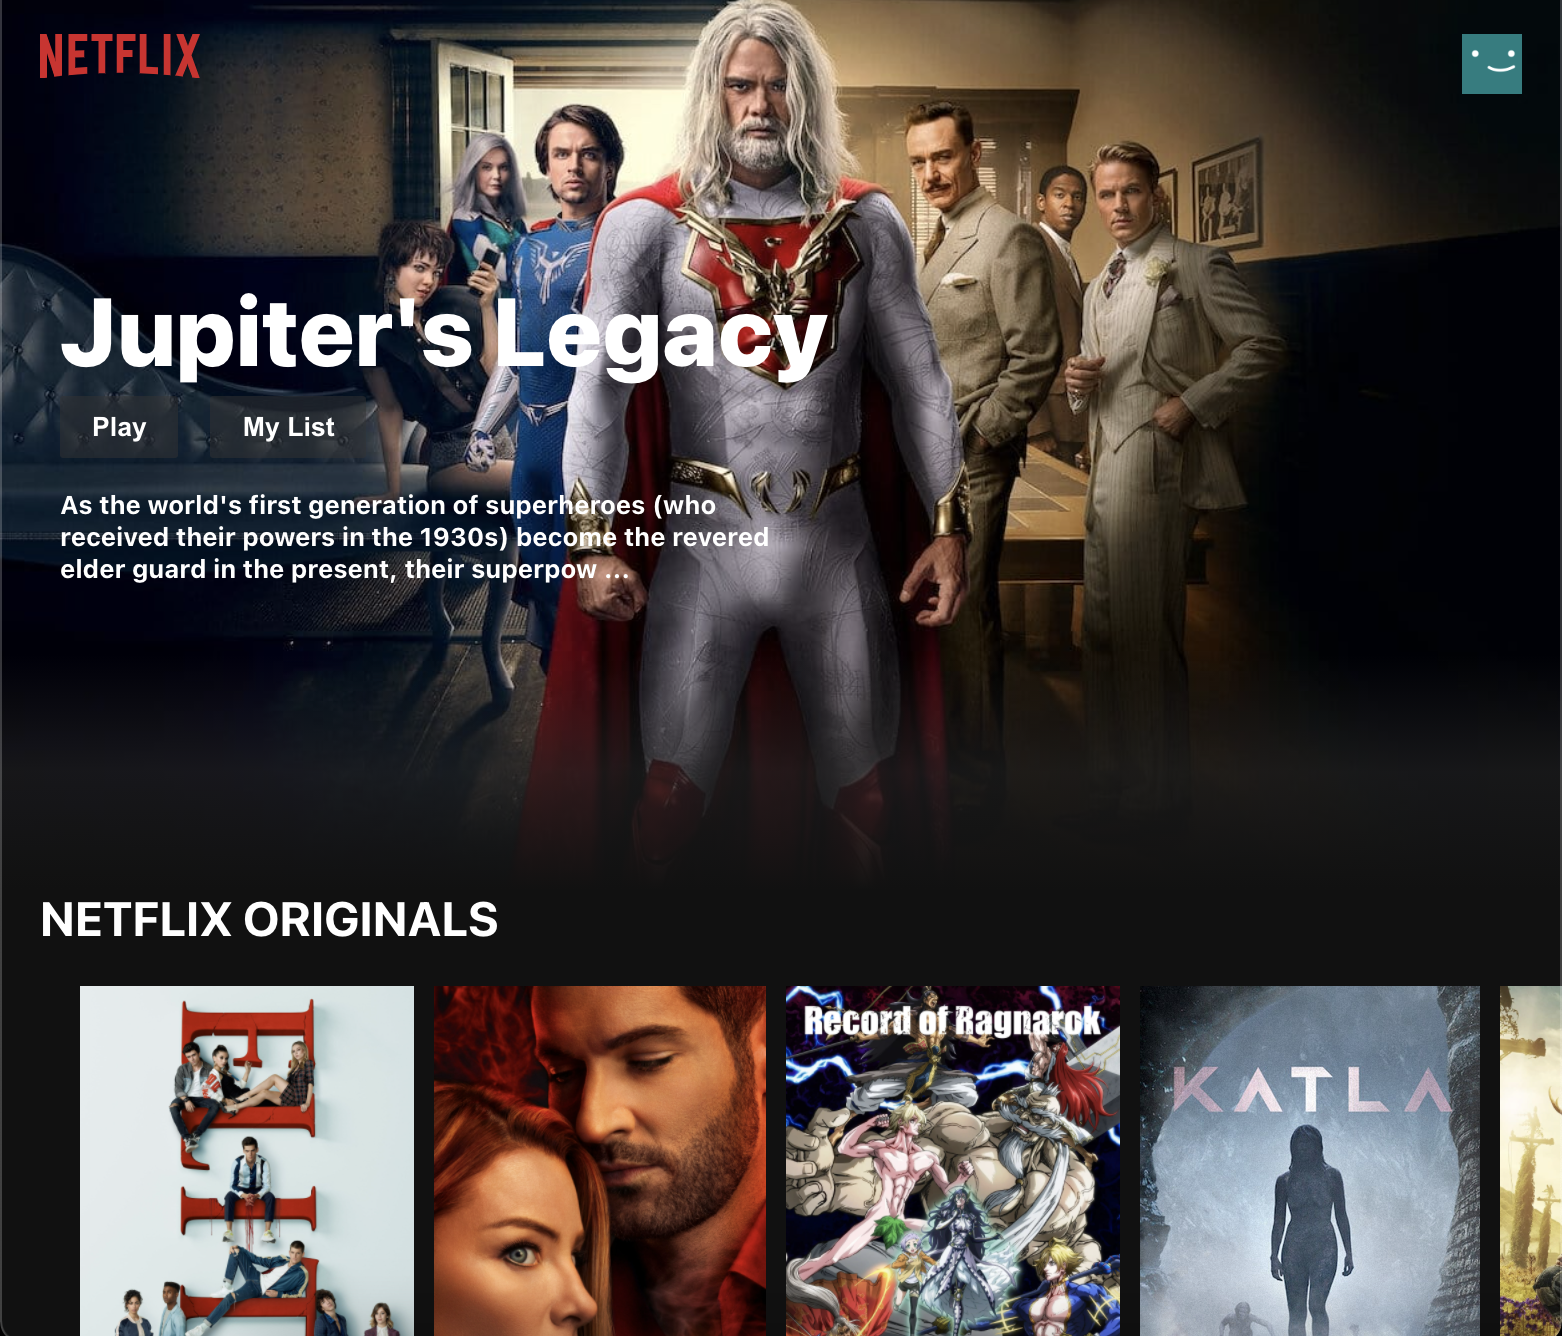 NETFLIX
Jupiter's Legacy
Play
My List
As the world's first generation of superheroes (who
received their powers in the 1930s) become the revered
elder guard in the present, their superpow ...
NETFLIX ORIGINALS
Record of Ragnarok
KATLA